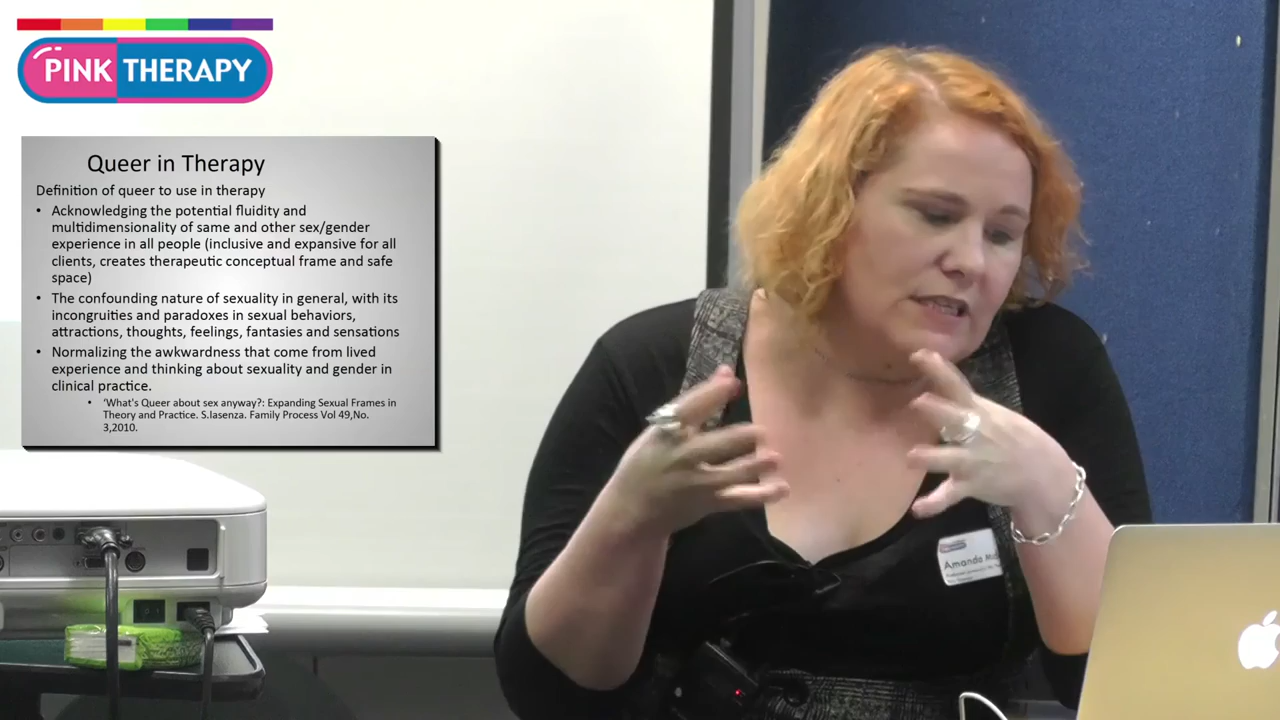 PINK THERAPY
Queer in Therapy
Definition of queer to use in therapy
• Acknowledging the potential fluidity and
multidimensionality of same and other sex/gender
experience in all people (inclusive and expansive for all
clients, creates therapeutic conceptual frame and safe
space)
• The confounding nature of sexuality in general, with its
incongruities and paradoxes in sexual behaviors,
attractions, thoughts, feelings, fantasies and sensations
• Normalizing the awkwardness that come from lived
experience and thinking about sexuality and gender in
clinical practice.
• ‘What's Queer about sex anyway?: Expanding Sexual Frames in
Theory and Practice. S.Iasenza. Family Process Vol 49,No.
3,2010.
Amanda